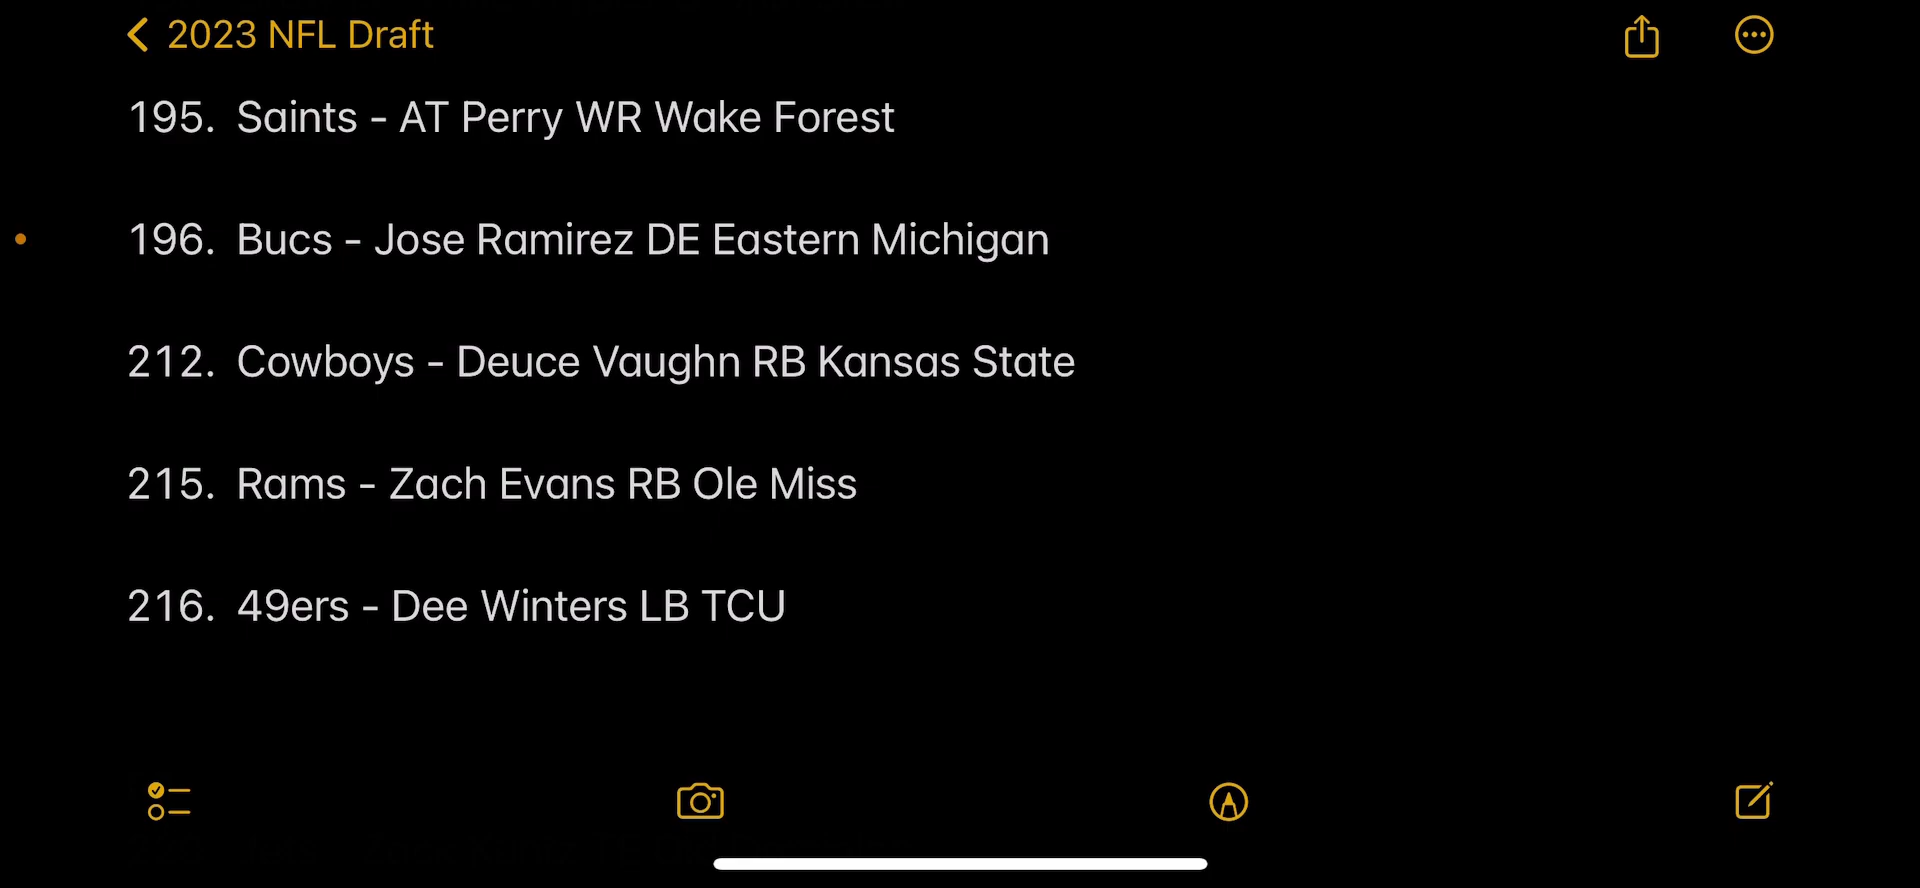 2023 NFL Draft
195. Saints - AT Perry WR Wake Forest
196. Bucs - Jose Ramirez DE Eastern Michigan
212. Cowboys - Deuce Vaughn RB Kansas State
215. Rams - Zach Evans RB Ole Miss
216. 49ers - Dee Winters LB TCU